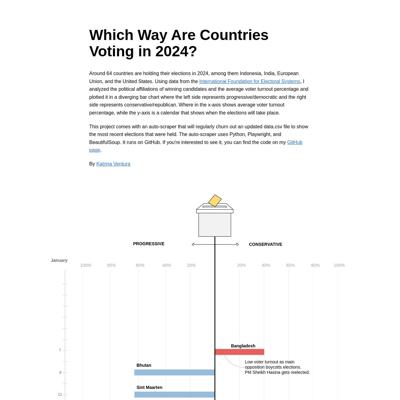 Which Way Are Countries
Voting in 2024?
Around 64 countries are holding their elections in 2024, among them Indonesia, India, European
Union, and the United States. Using data from the International Foundation for Electoral Systems, I
analyzed the political affiliations of winning candidates and the average voter turnout percentage and
plotted it in a diverging bar chart where the left side represents progressive/democratic and the right
side represents conservative/republican. Where in the x-axis shows average voter turnout
percentage, while the y-axis is a calendar that shows when the elections will take place.
This project comes with an auto-scraper that will regularly churn out an updated data.csv file to show
the most recent elections that were held. The auto-scraper uses Python, Playwright, and
BeautifulSoup. It runs on GitHub. If you're interested to see it, you can find the code on my GitHub
page.
By Katrina Ventura
PROGRESSIVE CONSERVATIVE
January
100% 80% 60% 40% 20% 20% 40% 60% 80% 100%
Bangladesh
Low voter turnout as main
opposition boycotts elections.
PM Sheikh Hasina gets reelected.
Bhutan
Sint Maarten